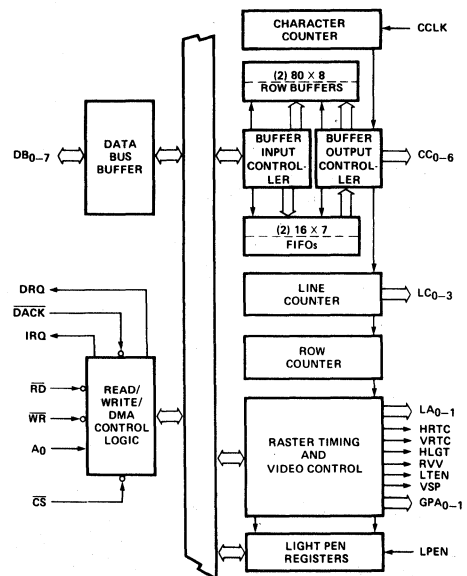 CHARACTER
COUNTER
CCLK
(2) 80 X 8
ROW BUFFERS
DATA
BUS
BUFFER
DB0–7
BUFFER
INPUT
CONTROL-
LER
BUFFER
OUTPUT
CONTROL-
LER
CC0-6
(2) 16 X 7
FIFOs
LINE
COUNTER
LC0–3
ROW
COUNTER
DRQ
DACK
IRQ
RD
WR
A0
CS
READ/
WRITE/
DMA
CONTROL
LOGIC
RASTER TIMING
AND
VIDEO CONTROL
LA0–1
HRTC
VRTC
HLGT
RVV
LTEN
VSP
GPA0–1
LIGHT PEN
REGISTERS
LPEN